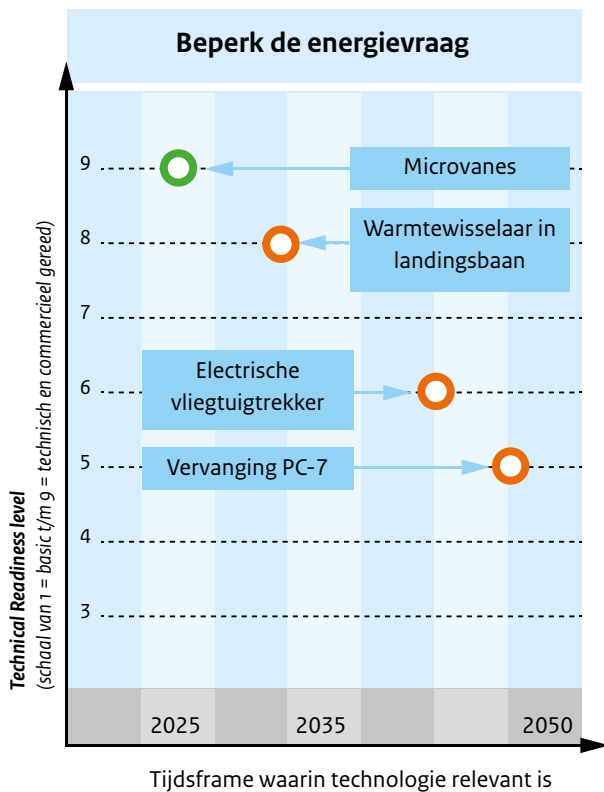 Beperk de energievraag
Technical Readiness level
(schaal van 1 = basic t/m 9 = technisch en commercieel gereed)
9
Microvanes
8
Warmtewisselaar in
landingsbaan
7
6
Electrische
vliegtuigtrekker
5
Vervanging PC-7
4
3
2025
2035
2050
Tijdsframe waarin technologie relevant is